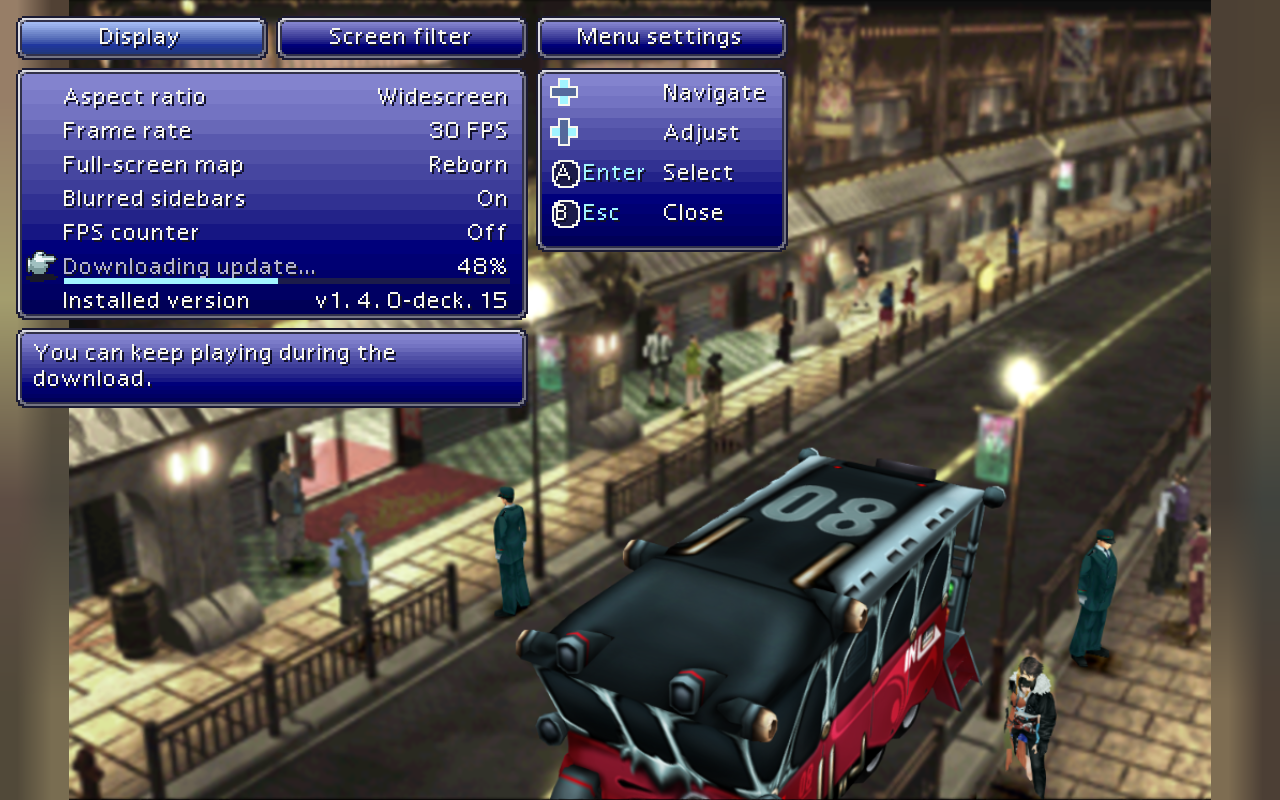 Display
Screen filter
Menu settings
Aspect ratio Widescreen
Frame rate 30 FPS
Full-screen map Reborn
Blurred sidebars On
FPS counter Off
Downloading update... 48%
Installed version v1.4.0-deck.15
You can keep playing during the
download.
Navigate
Adjust
A Enter Select
B Esc Close
08